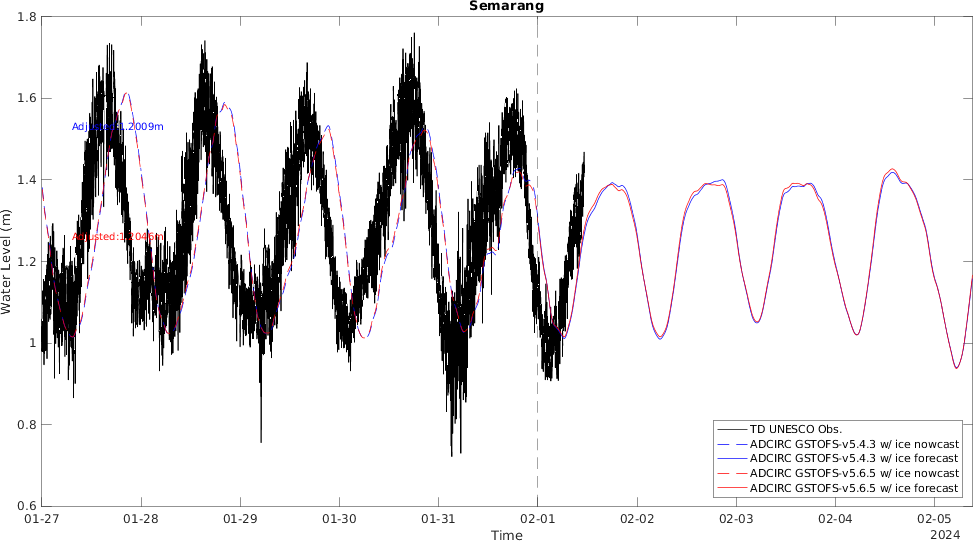 Semarang
1.8
1.6
1.4
1.2
1
0.8
0.6
Water Level (m)
Adjusted:1.2009m
Adjusted:1.2046m
01-27
01-28
01-29
01-30
01-31
02-01
02-02
02-03
02-04
02-05
2024
Time
TD UNESCO Obs.
ADCIRC GSTOFS-v5.4.3 w/ ice nowcast
ADCIRC GSTOFS-v5.4.3 w/ ice forecast
ADCIRC GSTOFS-v5.6.5 w/ ice nowcast
ADCIRC GSTOFS-v5.6.5 w/ ice forecast